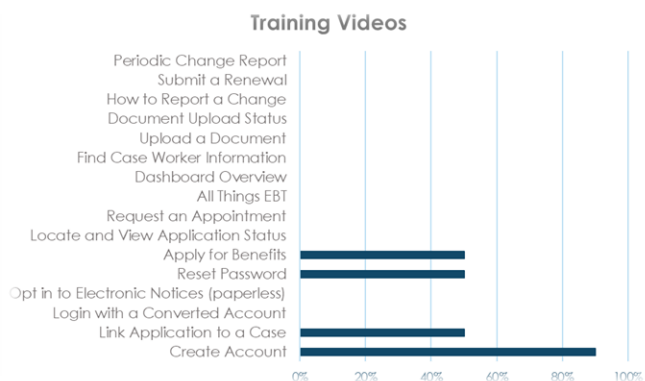 Training Videos
Periodic Change Report
Submit a Renewal
How to Report a Change
Document Upload Status
Upload a Document
Find Case Worker Information
Dashboard Overview
All Things EBT
Request an Appointment
Locate and View Application Status
Apply for Benefits
Reset Password
Opt in to Electronic Notices (paperless)
Login with a Converted Account
Link Application to a Case
Create Account
0% 20% 40% 60% 80% 100%